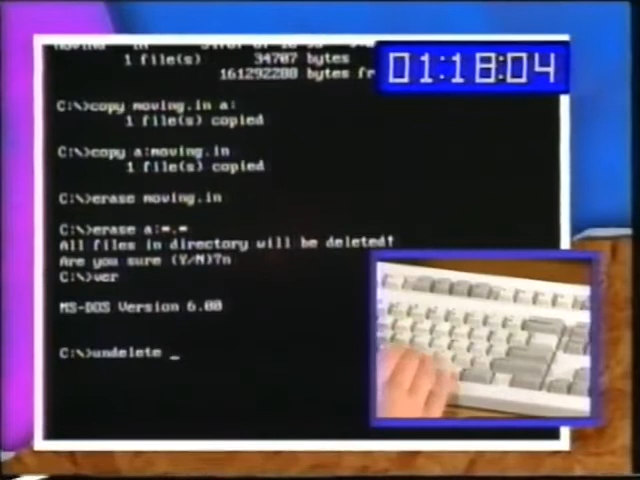 1 file(s) 34707 bytes
161292288 bytes fr
01:18:04
C:\>copy moving.in a:
1 file(s) copied
C:\>copy a:moving.in
1 file(s) copied
C:\>erase moving.in
C:\>erase a:*.*
All files in directory will be deleted!
Are you sure (Y/N)?n
C:\>ver
MS-DOS Version 6.00
C:\>undelete _